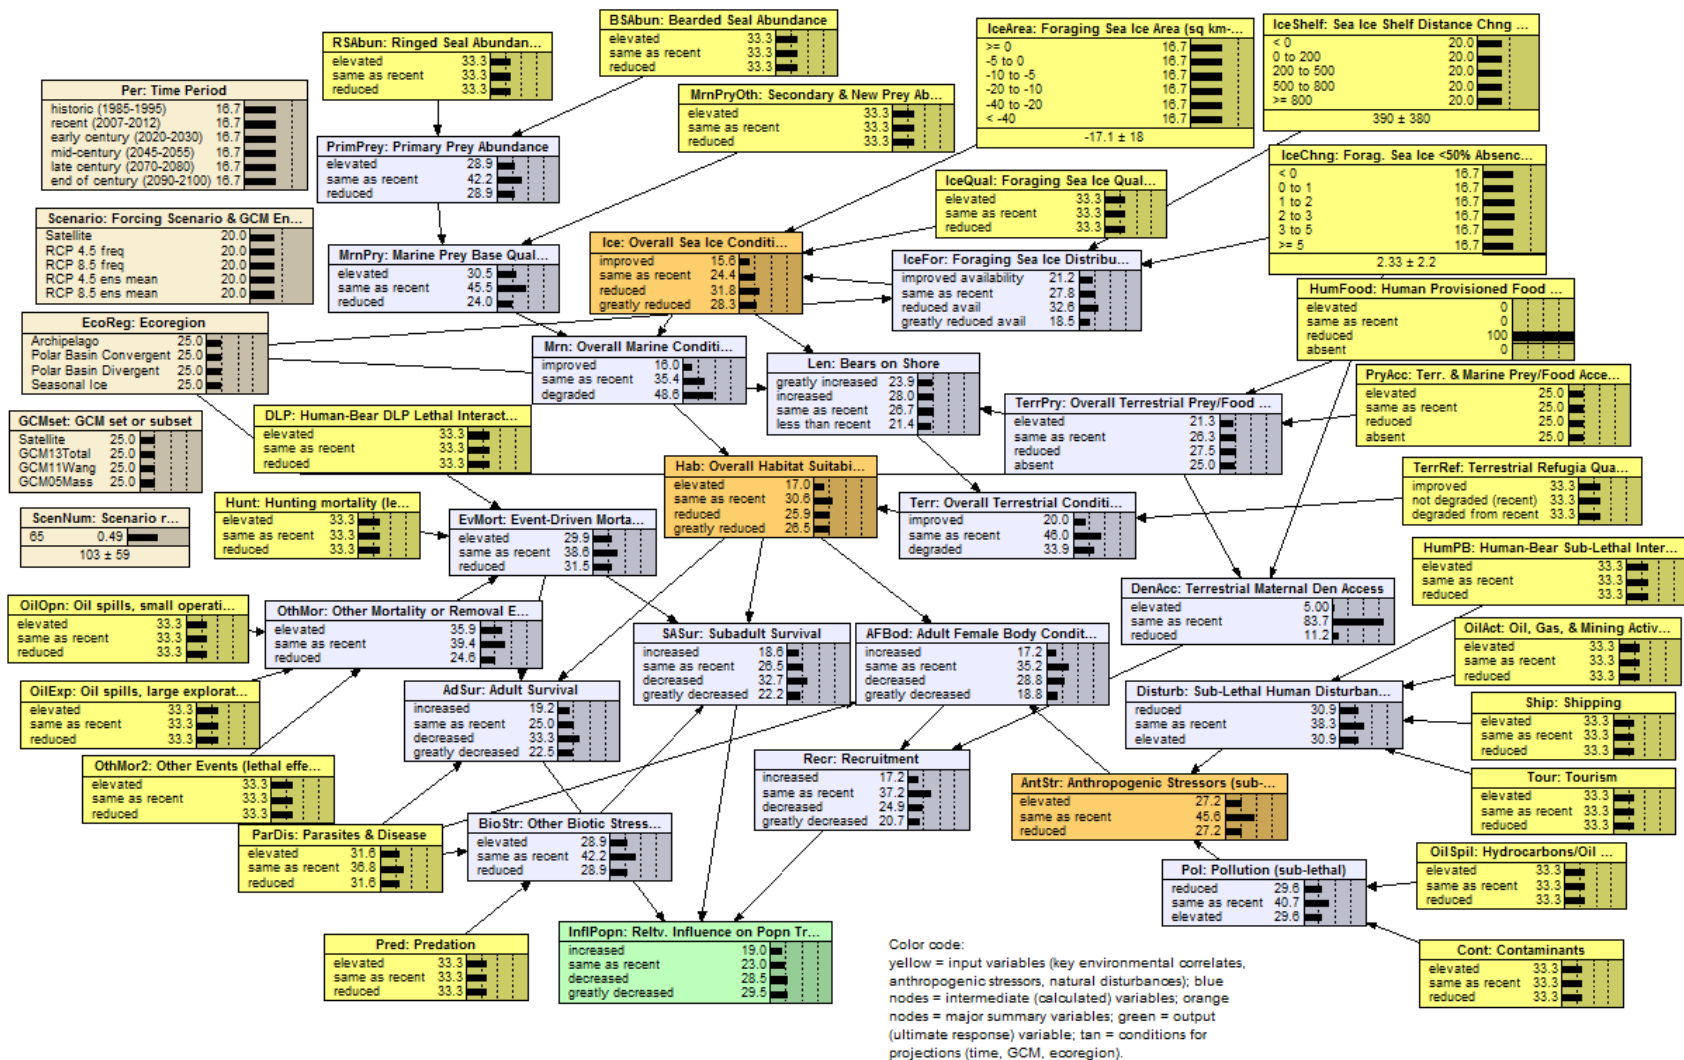 BSAbun: Bearded Seal Abundance
elevated 33.3
same as recent 33.3
reduced 33.3
RSAbun: Ringed Seal Abundan...
elevated 33.3
same as recent 33.3
reduced 33.3
IceArea: Foraging Sea Ice Area (sq km-...
>= 0 16.7
-5 to 0 16.7
-10 to -5 16.7
-20 to -10 16.7
-40 to -20 16.7
< -40 16.7
-17.1 ± 18
IceShelf: Sea Ice Shelf Distance Chng ...
< 0 20.0
0 to 200 20.0
200 to 500 20.0
500 to 800 20.0
>= 800 20.0
390 ± 380
Per: Time Period
historic (1985-1995) 16.7
recent (2007-2012) 16.7
early century (2020-2030) 16.7
mid-century (2045-2055) 16.7
late century (2070-2080) 16.7
end of century (2090-2100) 16.7
MrnPryOth: Secondary & New Prey Ab...
elevated 33.3
same as recent 33.3
reduced 33.3
PrimPrey: Primary Prey Abundance
elevated 28.9
same as recent 42.2
reduced 28.9
IceChng: Forag. Sea Ice <50% Absenc...
< 0 16.7
0 to 1 16.7
1 to 2 16.7
2 to 3 16.7
3 to 5 16.7
>= 5 16.7
2.33 ± 2.2
IceQual: Foraging Sea Ice Qual...
elevated 33.3
same as recent 33.3
reduced 33.3
Scenario: Forcing Scenario & GCM En...
Satellite 20.0
RCP 4.5 freq 20.0
RCP 8.5 freq 20.0
RCP 4.5 ens mean 20.0
RCP 8.5 ens mean 20.0
MrnPry: Marine Prey Base Qual...
elevated 30.5
same as recent 45.5
reduced 24.0
Ice: Overall Sea Ice Conditi...
improved 15.6
same as recent 24.4
reduced 31.8
greatly reduced 28.3
IceFor: Foraging Sea Ice Distribu...
improved availability 21.2
same as recent 27.8
reduced avail 32.6
greatly reduced avail 18.5
HumFood: Human Provisioned Food ...
elevated 0
same as recent 0
reduced 100
absent 0
EcoReg: Ecoregion
Archipelago 25.0
Polar Basin Convergent 25.0
Polar Basin Divergent 25.0
Seasonal Ice 25.0
Mrn: Overall Marine Conditi...
improved 16.0
same as recent 35.4
degraded 48.6
Len: Bears on Shore
greatly increased 23.9
increased 28.0
same as recent 26.7
less than recent 21.4
PryAcc: Terr. & Marine Prey/Food Acce...
elevated 25.0
same as recent 25.0
reduced 25.0
absent 25.0
TerrPry: Overall Terrestrial Prey/Food ...
elevated 21.3
same as recent 26.3
reduced 27.5
absent 25.0
GCMset: GCM set or subset
Satellite 25.0
GCM13Total 25.0
GCM11Wang 25.0
GCM05Mass 25.0
DLP: Human-Bear DLP Lethal Interact...
elevated 33.3
same as recent 33.3
reduced 33.3
Hab: Overall Habitat Suitabi...
elevated 17.0
same as recent 30.6
reduced 25.9
greatly reduced 26.5
TerrRef: Terrestrial Refugia Qua...
improved 33.3
not degraded (recent) 33.3
degraded from recent 33.3
Hunt: Hunting mortality (le...
elevated 33.3
same as recent 33.3
reduced 33.3
Terr: Overall Terrestrial Conditi...
improved 20.0
same as recent 46.0
degraded 33.9
ScenNum: Scenario r...
65 0.49
103 ± 59
EvMort: Event-Driven Morta...
elevated 29.9
same as recent 38.6
reduced 31.5
HumPB: Human-Bear Sub-Lethal Inter...
elevated 33.3
same as recent 33.3
reduced 33.3
DenAcc: Terrestrial Maternal Den Access
elevated 5.00
same as recent 83.7
reduced 11.2
OilOpn: Oil spills, small operati...
elevated 33.3
same as recent 33.3
reduced 33.3
OthMor: Other Mortality or Removal E...
elevated 35.9
same as recent 39.4
reduced 24.6
SASur: Subadult Survival
increased 18.6
same as recent 26.5
decreased 32.7
greatly decreased 22.2
AFBod: Adult Female Body Condit...
increased 17.2
same as recent 35.2
decreased 28.8
greatly decreased 18.8
OilAct: Oil, Gas, & Mining Activ...
elevated 33.3
same as recent 33.3
reduced 33.3
OilExp: Oil spills, large explorat...
elevated 33.3
same as recent 33.3
reduced 33.3
AdSur: Adult Survival
increased 19.2
same as recent 25.0
decreased 33.3
greatly decreased 22.5
Disturb: Sub-Lethal Human Disturban...
reduced 30.9
same as recent 38.3
elevated 30.9
Ship: Shipping
elevated 33.3
same as recent 33.3
reduced 33.3
OthMor2: Other Events (lethal effe...
elevated 33.3
same as recent 33.3
reduced 33.3
Recr: Recruitment
increased 17.2
same as recent 37.2
decreased 24.9
greatly decreased 20.7
AntStr: Anthropogenic Stressors (sub-...
elevated 27.2
same as recent 45.6
reduced 27.2
Tour: Tourism
elevated 33.3
same as recent 33.3
reduced 33.3
ParDis: Parasites & Disease
elevated 31.6
same as recent 36.8
reduced 31.6
BioStr: Other Biotic Stress...
elevated 28.9
same as recent 42.2
reduced 28.9
OilSpil: Hydrocarbons/Oil ...
elevated 33.3
same as recent 33.3
reduced 33.3
Pol: Pollution (sub-lethal)
reduced 29.6
same as recent 40.7
elevated 29.6
Pred: Predation
elevated 33.3
same as recent 33.3
reduced 33.3
InflPopn: Reltv. Influence on Popn Tr...
increased 19.0
same as recent 23.0
decreased 28.5
greatly decreased 29.5
Cont: Contaminants
elevated 33.3
same as recent 33.3
reduced 33.3
Color code:
yellow = input variables (key environmental correlates,
anthropogenic stressors, natural disturbances); blue
nodes = intermediate (calculated) variables; orange
nodes = major summary variables; green = output
(ultimate response) variable; tan = conditions for
projections (time, GCM, ecoregion).